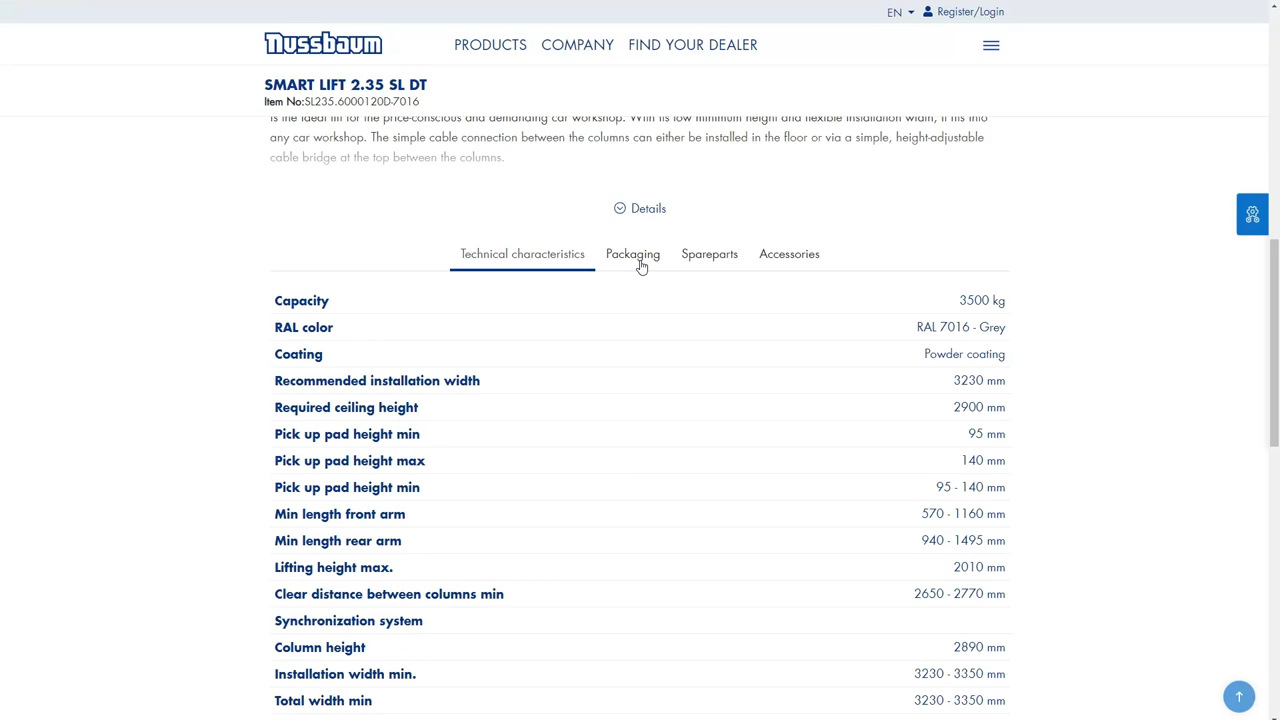 EN
Register/Login
nussbaum
PRODUCTS COMPANY FIND YOUR DEALER
SMART LIFT 2.35 SL DT
Item No:SL235.6000120D-7016
is the ideal lift for the price-conscious and demanding car workshop. With its low minimum height and flexible installation width, it fits into
any car workshop. The simple cable connection between the columns can either be installed in the floor or via a simple, height-adjustable
cable bridge at the top between the columns.
Details
Technical characteristics Packaging Spareparts Accessories
Capacity 3500 kg
RAL color RAL 7016 - Grey
Coating Powder coating
Recommended installation width 3230 mm
Required ceiling height 2900 mm
Pick up pad height min 95 mm
Pick up pad height max 140 mm
Pick up pad height min 95 - 140 mm
Min length front arm 570 - 1160 mm
Min length rear arm 940 - 1495 mm
Lifting height max. 2010 mm
Clear distance between columns min 2650 - 2770 mm
Synchronization system
Column height 2890 mm
Installation width min. 3230 - 3350 mm
Total width min 3230 - 3350 mm